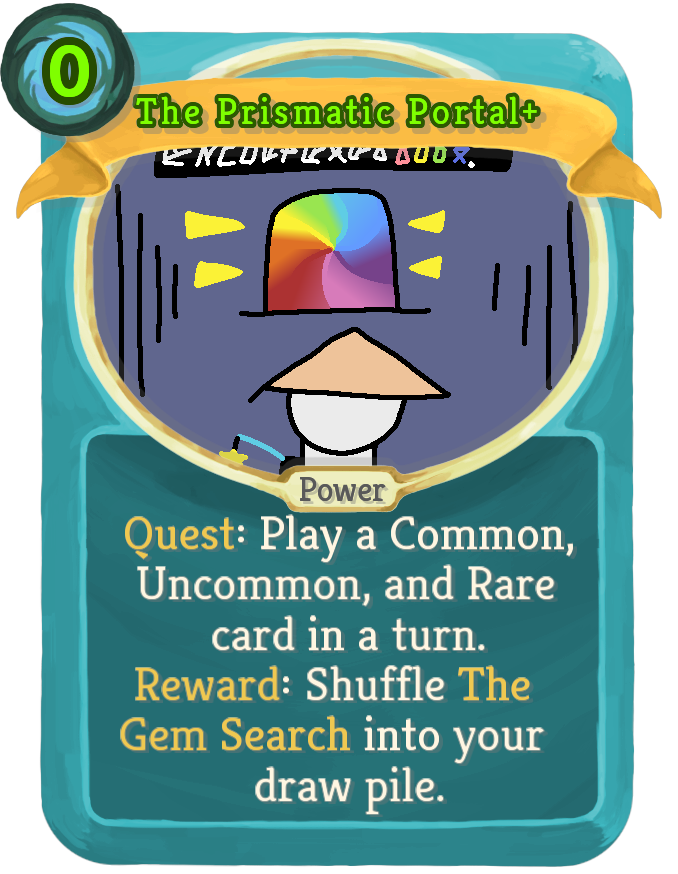 0
The Prismatic Portal+
Power
Quest: Play a Common,
Uncommon, and Rare
card in a turn.
Reward: Shuffle The
Gem Search into your
draw pile.